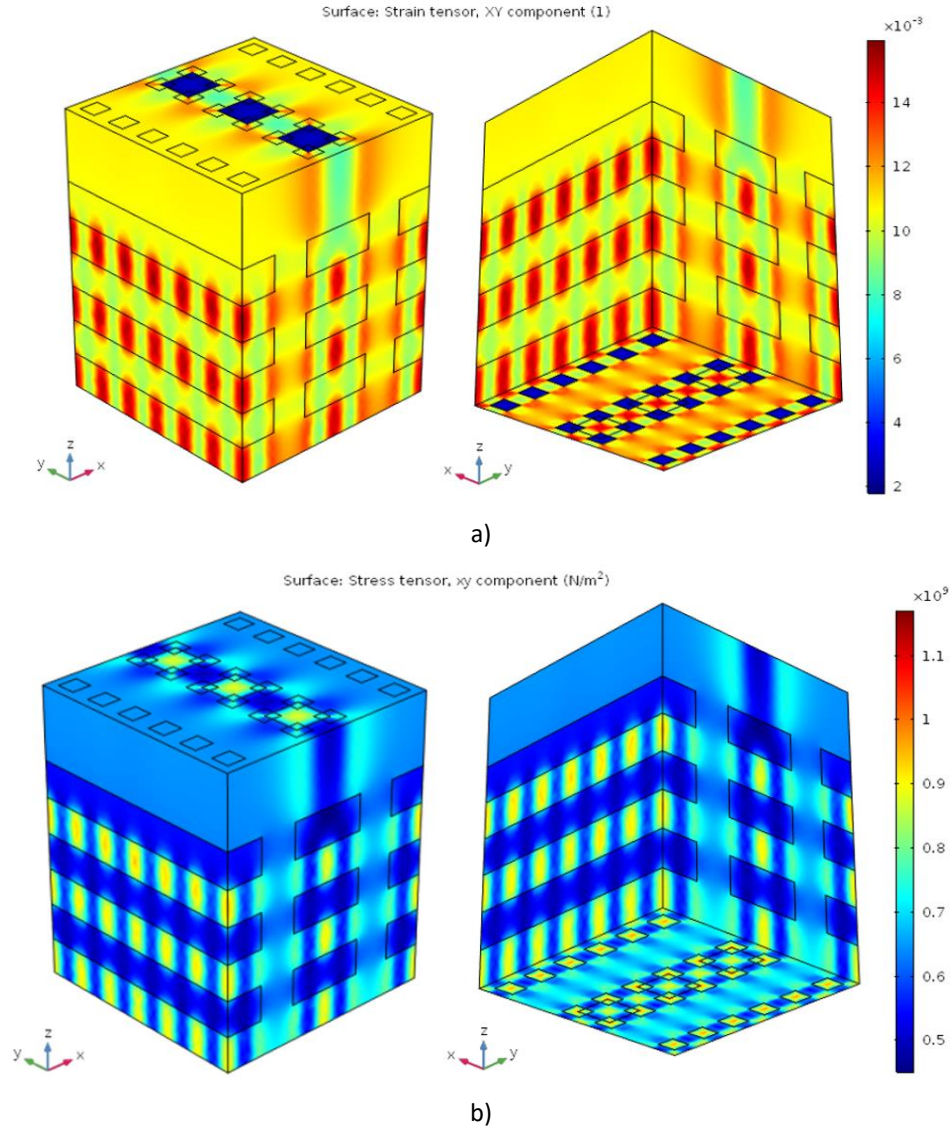 Surface: Strain tensor, XY component (1)
×10⁻³
14
12
10
8
6
4
2
z
y
x
z
x
y
a)
Surface: Stress tensor, xy component (N/m²)
×10⁹
1.1
1
0.9
0.8
0.7
0.6
0.5
z
y
x
z
x
y
b)